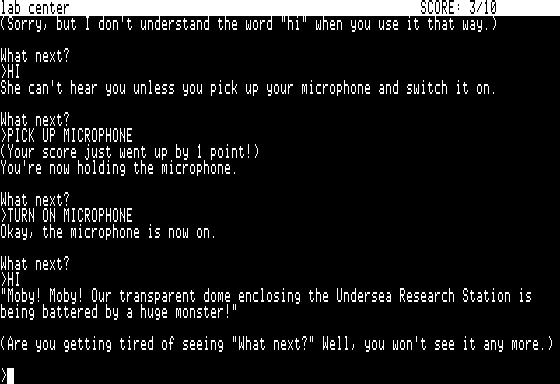 lab center SCORE: 3/10
(Sorry, but I don't understand the word "hi" when you use it that way.)
What next?
>HI
She can't hear you unless you pick up your microphone and switch it on.
What next?
>PICK UP MICROPHONE
(Your score just went up by 1 point!)
You're now holding the microphone.
What next?
>TURN ON MICROPHONE
Okay, the microphone is now on.
What next?
>HI
"Moby! Moby! Our transparent dome enclosing the Undersea Research Station is
being battered by a huge monster!"
(Are you getting tired of seeing "What next?" Well, you won't see it any more.)
>